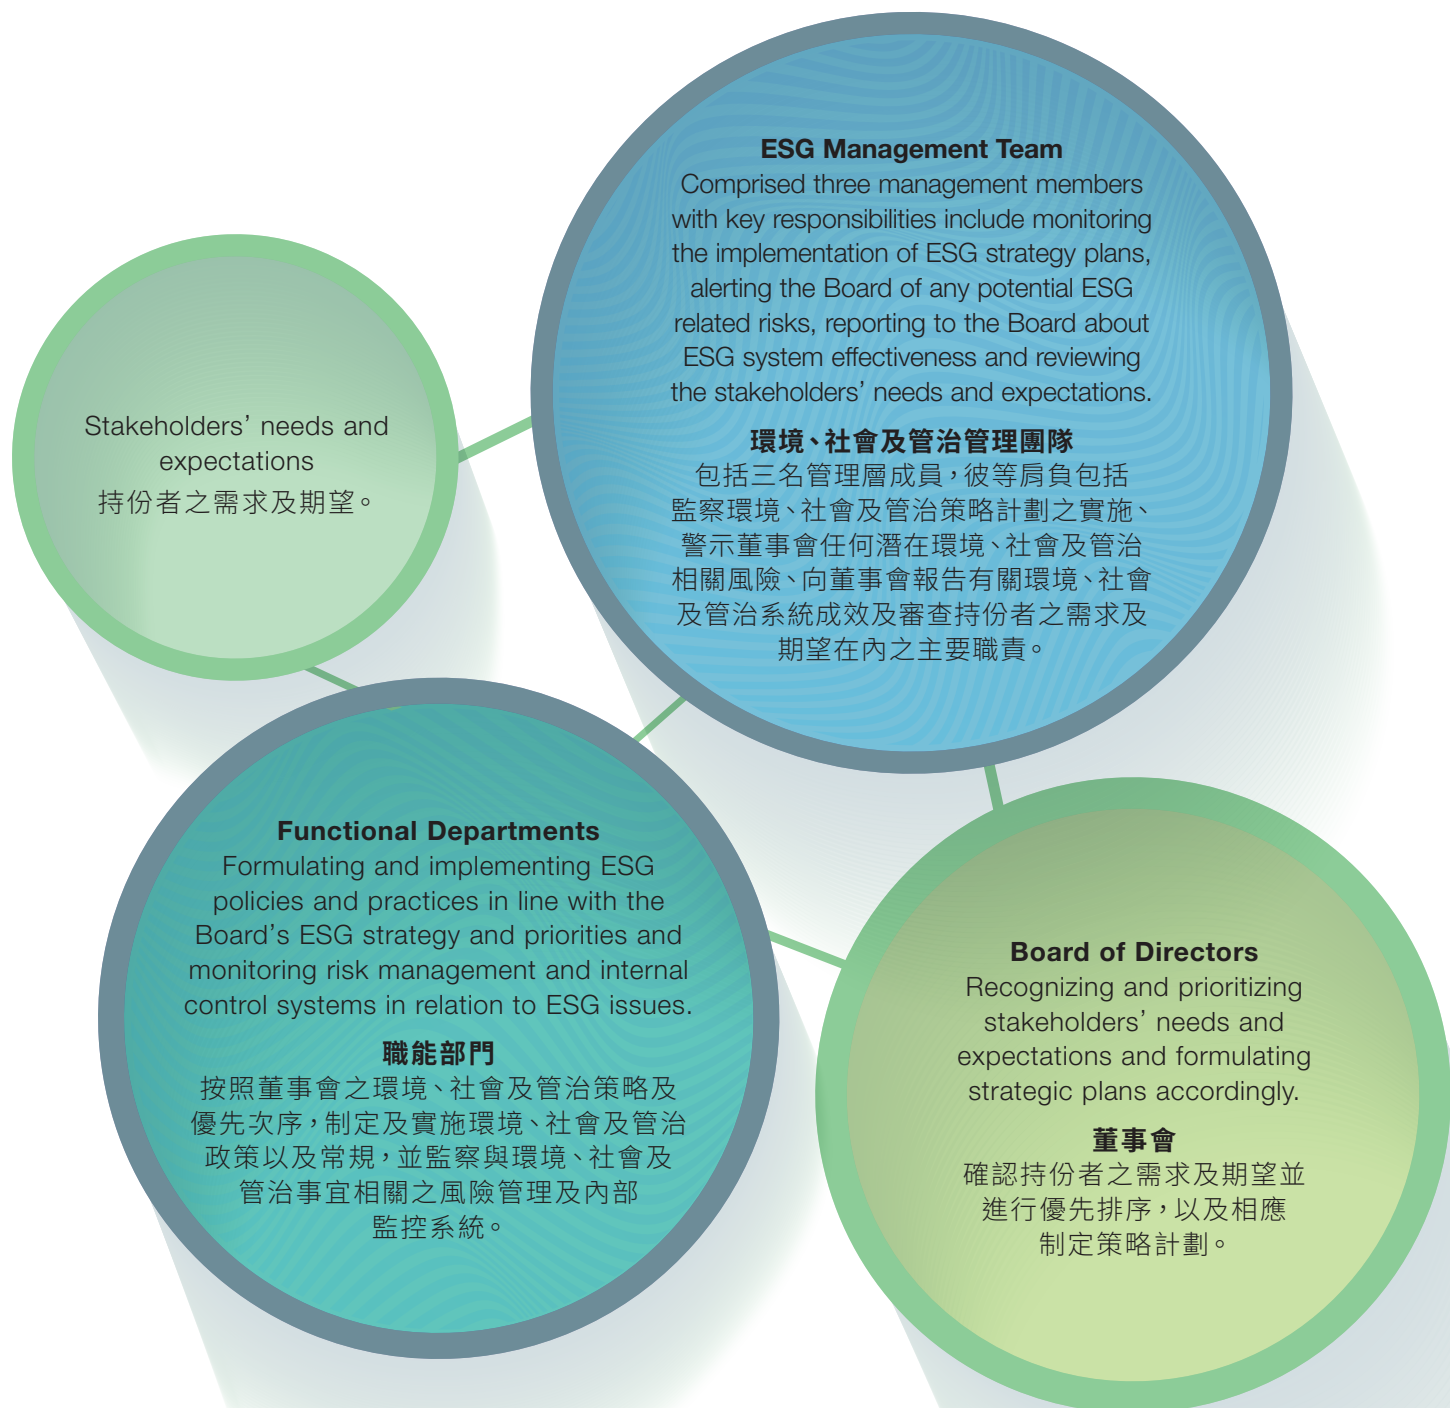 ESG Management Team
Comprised three management members
with key responsibilities include monitoring
the implementation of ESG strategy plans,
alerting the Board of any potential ESG
related risks, reporting to the Board about
ESG system effectiveness and reviewing
the stakeholders’ needs and expectations.
環境、社會及管治管理團隊
包括三名管理層成員，彼等肩負包括
監察環境、社會及管治策略計劃之實施、
警示董事會任何潛在環境、社會及管治
相關風險、向董事會報告有關環境、社會
及管治系統成效及審查持份者之需求及
期望在內之主要職責。
Stakeholders’ needs and
expectations
持份者之需求及期望。
Functional Departments
Formulating and implementing ESG
policies and practices in line with the
Board’s ESG strategy and priorities and
monitoring risk management and internal
control systems in relation to ESG issues.
職能部門
按照董事會之環境、社會及管治策略及
優先次序，制定及實施環境、社會及管治
政策以及常規，並監察與環境、社會及
管治事宜相關之風險管理及內部
監控系統。
Board of Directors
Recognizing and prioritizing
stakeholders’ needs and
expectations and formulating
strategic plans accordingly.
董事會
確認持份者之需求及期望並
進行優先排序，以及相應
制定策略計劃。